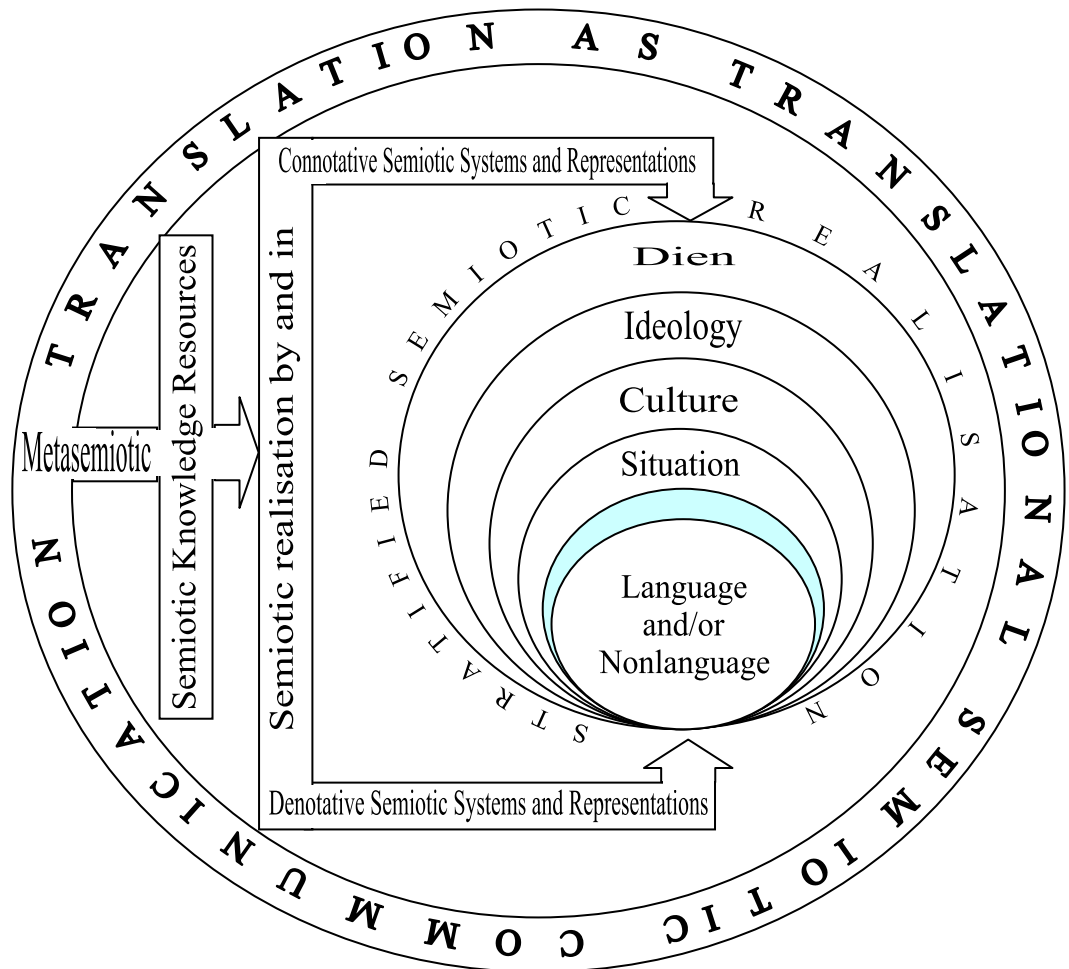 TRANSLATION AS TRANSLATIONAL SEMIOTIC COMMUNICATION
Connotative Semiotic Systems and Representations
STRATIFIED SEMIOTIC REALISATION
Metasemiotic
Semiotic Knowledge Resources
Semiotic realisation by and in
Dien
Ideology
Culture
Situation
Language
and/or
Nonlanguage
Denotative Semiotic Systems and Representations